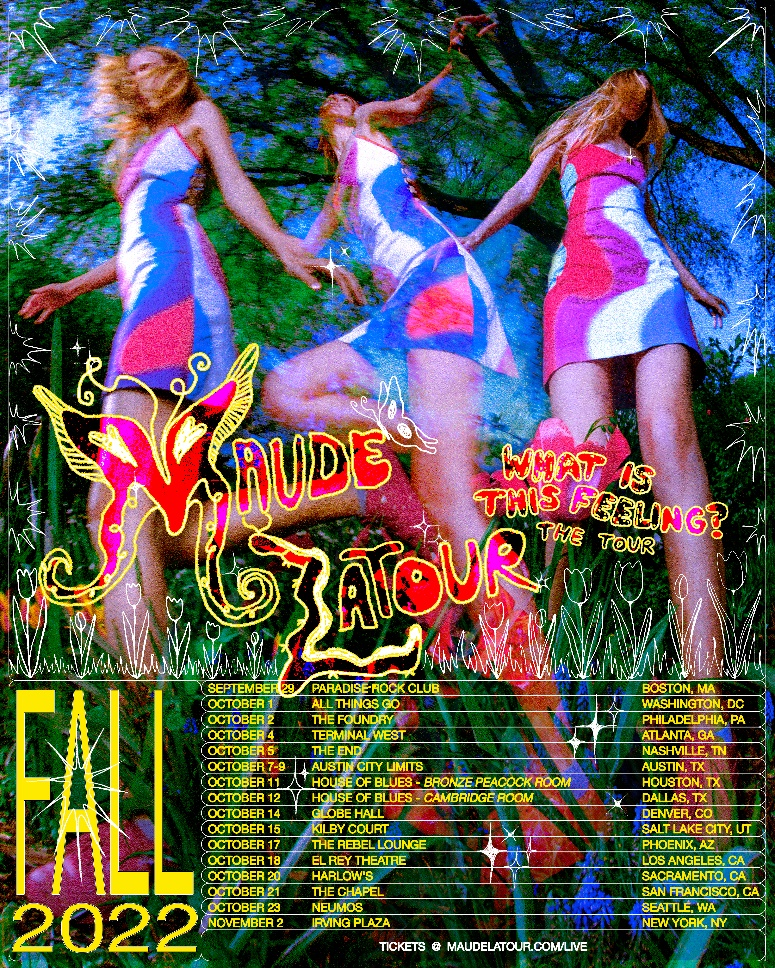 MAUDE
LATOUR
WHAT IS
THIS FEELING?
THE TOUR
FALL
2022
SEPTEMBER 29 PARADISE ROCK CLUB BOSTON, MA
OCTOBER 1 ALL THINGS GO WASHINGTON, DC
OCTOBER 2 THE FOUNDRY PHILADELPHIA, PA
OCTOBER 4 TERMINAL WEST ATLANTA, GA
OCTOBER 5 THE END NASHVILLE, TN
OCTOBER 7-9 AUSTIN CITY LIMITS AUSTIN, TX
OCTOBER 11 HOUSE OF BLUES - BRONZE PEACOCK ROOM HOUSTON, TX
OCTOBER 12 HOUSE OF BLUES - CAMBRIDGE ROOM DALLAS, TX
OCTOBER 14 GLOBE HALL DENVER, CO
OCTOBER 15 KILBY COURT SALT LAKE CITY, UT
OCTOBER 17 THE REBEL LOUNGE PHOENIX, AZ
OCTOBER 18 EL REY THEATRE LOS ANGELES, CA
OCTOBER 20 HARLOW'S SACRAMENTO, CA
OCTOBER 21 THE CHAPEL SAN FRANCISCO, CA
OCTOBER 23 NEUMOS SEATTLE, WA
NOVEMBER 2 IRVING PLAZA NEW YORK, NY
TICKETS @ MAUDELATOUR.COM/LIVE